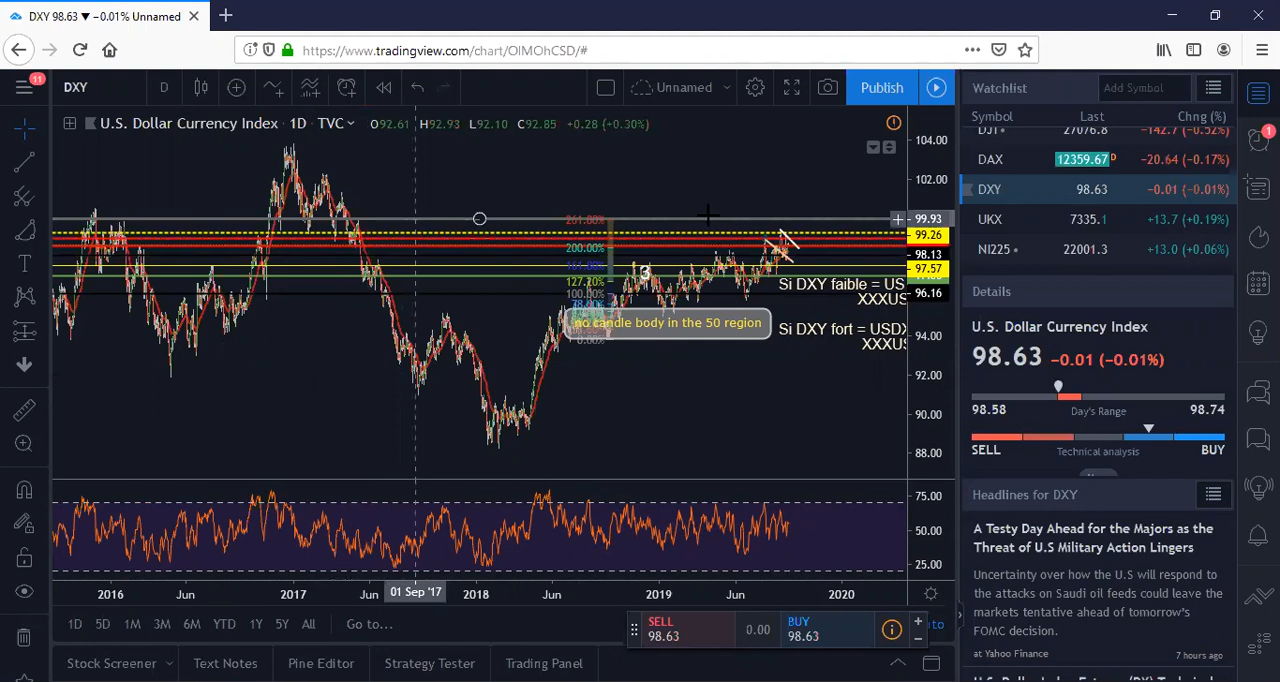 DXY 98.63 ▼ −0.01% Unnamed
https://www.tradingview.com/chart/OIMOhCSD/#
11
DXY
D
Unnamed
Publish
U.S. Dollar Currency Index · 1D · TVC
O92.61 H92.93 L92.10 C92.85 +0.28 (+0.30%)
104.00
102.00
99.93
99.26
98.13
97.57
96.16
94.00
92.00
90.00
88.00
261.80%
200.00%
127.20%
100.00%
3
no candle body in the 50 region
Si DXY faible = US
XXXUS
Si DXY fort = USDX
XXXUS
75.00
50.00
25.00
2016
Jun
2017
Jun
01 Sep '17
2018
Jun
2019
Jun
2020
1D 5D 1M 3M 6M YTD 1Y 5Y All Go to...
SELL
98.63
0.00
BUY
98.63
Stock Screener
Text Notes
Pine Editor
Strategy Tester
Trading Panel
Watchlist
Add Symbol
Symbol Last Chng (%)
DJI 27076.8 −142.7 (−0.52%)
DAX 12359.67 D −20.64 (−0.17%)
DXY 98.63 −0.01 (−0.01%)
UKX 7335.1 +13.7 (+0.19%)
NI225 22001.3 +13.0 (+0.06%)
Details
U.S. Dollar Currency Index
98.63 −0.01 (−0.01%)
98.58 Day's Range 98.74
SELL Technical analysis BUY
Headlines for DXY
A Testy Day Ahead for the Majors as the
Threat of U.S Military Action Lingers
Uncertainty over how the U.S will respond to
the attacks on Saudi oil feeds could leave the
markets tentative ahead of tomorrow's
FOMC decision.
at Yahoo Finance 7 hours ago
1